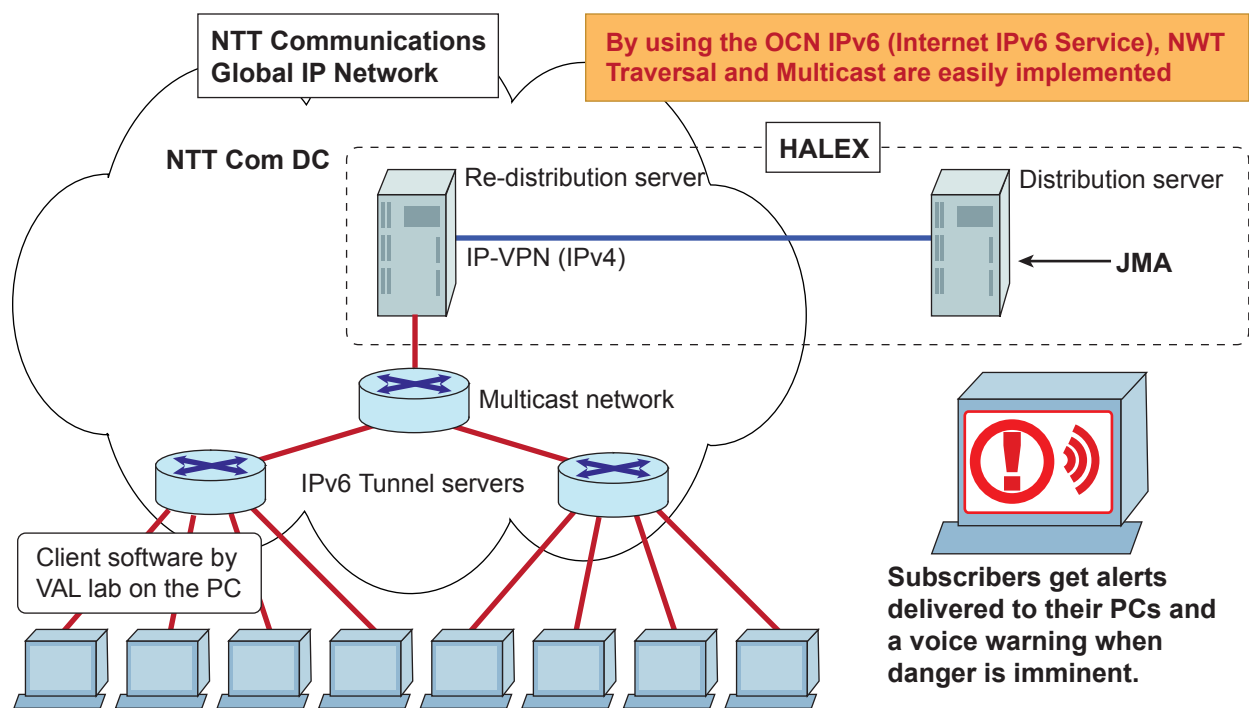 NTT Communications
Global IP Network
By using the OCN IPv6 (Internet IPv6 Service), NWT
Traversal and Multicast are easily implemented
NTT Com DC
HALEX
Re-distribution server
Distribution server
IP-VPN (IPv4)
JMA
Multicast network
IPv6 Tunnel servers
Client software by
VAL lab on the PC
Subscribers get alerts
delivered to their PCs and
a voice warning when
danger is imminent.